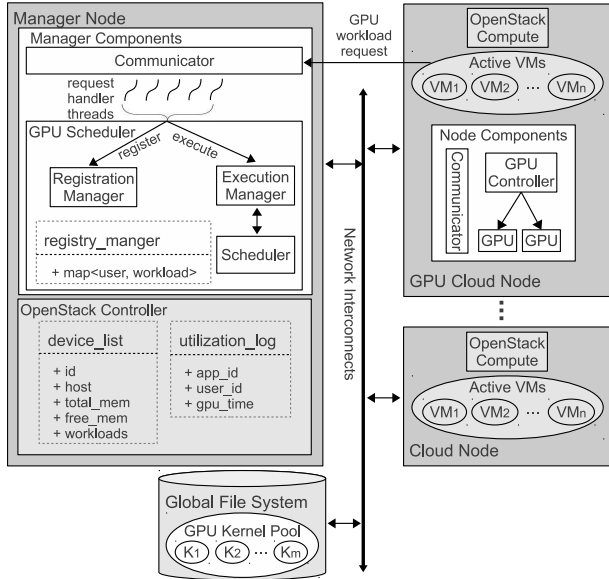 Manager Node
Manager Components
Communicator
request
handler
threads
GPU Scheduler
register
execute
Registration
Manager
Execution
Manager
registry_manger
+ map<user, workload>
Scheduler
OpenStack Controller
device_list
+ id
+ host
+ total_mem
+ free_mem
+ workloads
utilization_log
+ app_id
+ user_id
+ gpu_time
GPU
workload
request
Network Interconnects
OpenStack
Compute
Active VMs
VM1 VM2 ··· VMn
Node Components
Communicator
GPU
Controller
GPU GPU
GPU Cloud Node
OpenStack
Compute
Active VMs
VM1 VM2 ··· VMn
Cloud Node
Global File System
GPU Kernel Pool
K1 K2 ··· Km